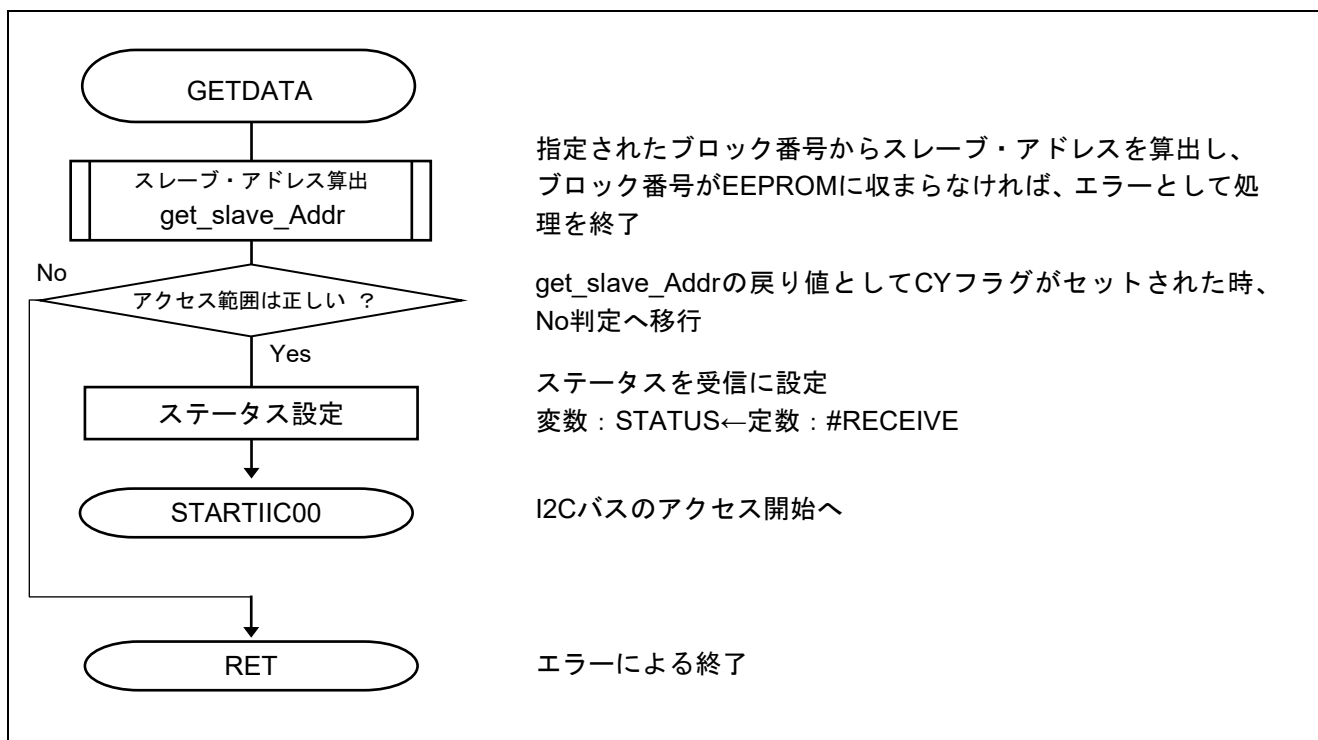 GETDATA
指定されたブロック番号からスレーブ・アドレスを算出し、
ブロック番号がEEPROMに収まらなければ、エラーとして処
理を終了
スレーブ・アドレス算出
get_slave_Addr
No
アクセス範囲は正しい ？
get_slave_Addrの戻り値としてCYフラグがセットされた時、
No判定へ移行
Yes
ステータス設定
ステータスを受信に設定
変数：STATUS←定数：#RECEIVE
STARTIIC00
I2Cバスのアクセス開始へ
RET
エラーによる終了